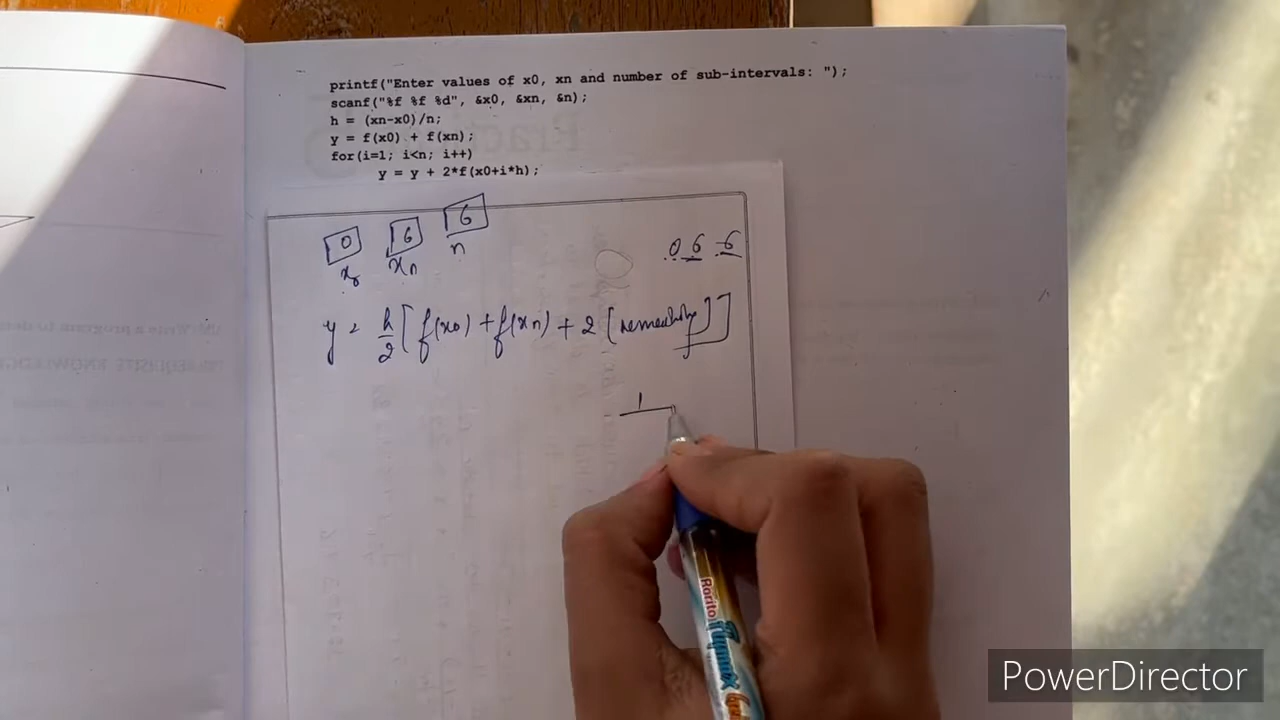 printf("Enter values of x0, xn and number of sub-intervals: ");
scanf("%f %f %d", &x0, &xn, &n);
h = (xn-x0)/n;
y = f(x0) + f(xn);
for(i=1; i<n; i++)
y = y + 2*f(x0+i*h);
0 6 6
x0 xn n
0 6 6
y = h/2 [f(x0) + f(xn) + 2 [
1
Rorito
PowerDirector